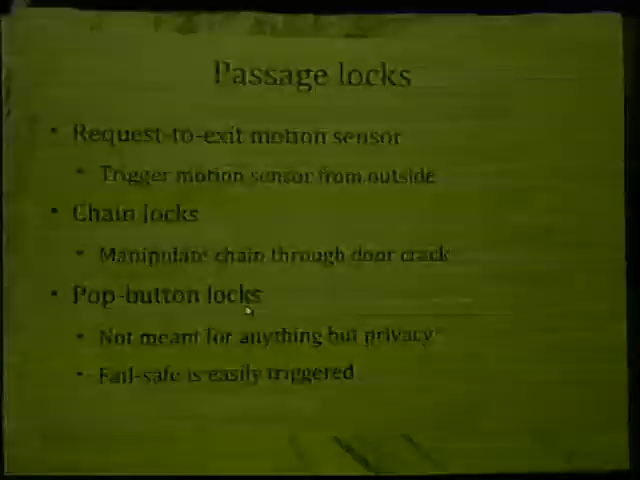 Passage locks
• Request-to-exit motion sensor
• Trigger motion sensor from outside
• Chain locks
• Manipulate chain through door crack
• Pop-button locks
• Not meant for anything but privacy
• Fail-safe is easily triggered